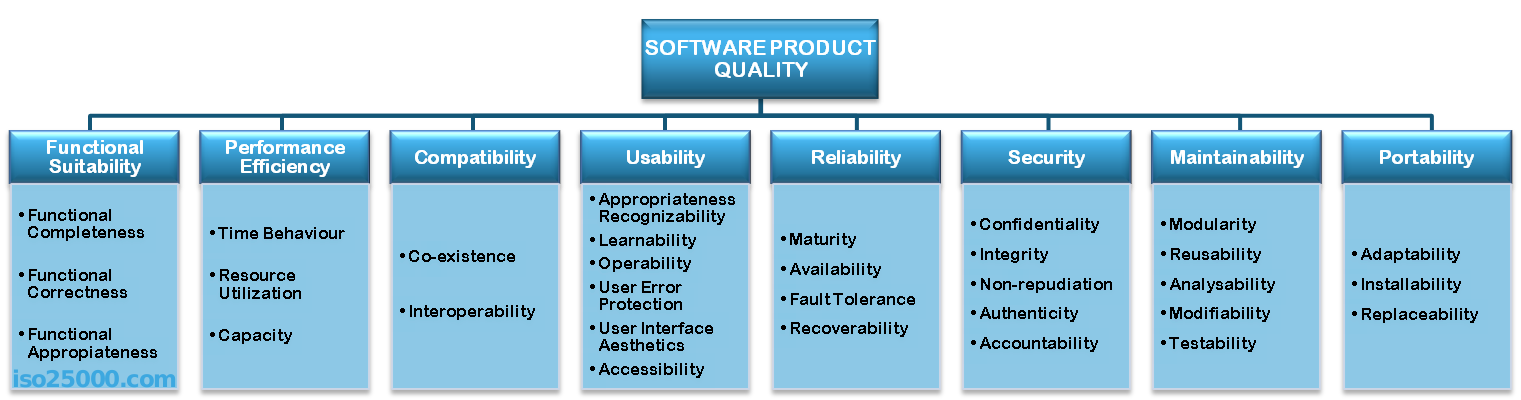 SOFTWARE PRODUCT
QUALITY
Functional
Suitability
• Functional
Completeness
• Functional
Correctness
• Functional
Appropiateness
iso25000.com
Performance
Efficiency
• Time Behaviour
• Resource
Utilization
• Capacity
Compatibility
• Co-existence
• Interoperability
Usability
• Appropriateness
Recognizability
• Learnability
• Operability
• User Error
Protection
• User Interface
Aesthetics
• Accessibility
Reliability
• Maturity
• Availability
• Fault Tolerance
• Recoverability
Security
• Confidentiality
• Integrity
• Non-repudiation
• Authenticity
• Accountability
Maintainability
• Modularity
• Reusability
• Analysability
• Modifiability
• Testability
Portability
• Adaptability
• Installability
• Replaceability